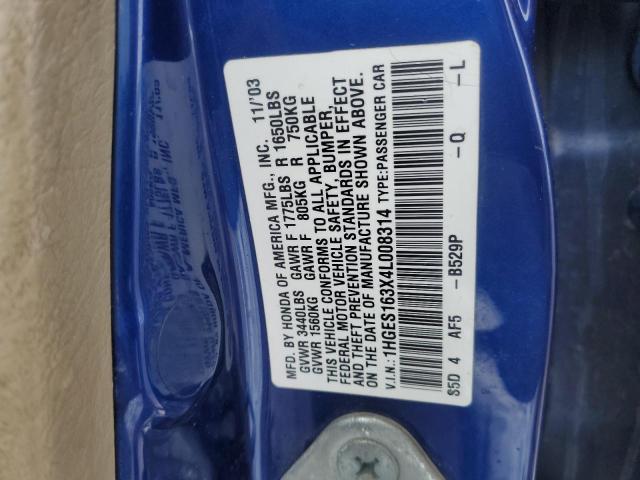 MFD. BY HONDA OF AMERICA MFG., INC. 11/'03
GVWR 3440LBS GAWR F 1775LBS R 1650LBS
GVWR 1560KG GAWR F 805KG R 750KG
THIS VEHICLE CONFORMS TO ALL APPLICABLE
FEDERAL MOTOR VEHICLE SAFETY, BUMPER,
AND THEFT PREVENTION STANDARDS IN EFFECT
ON THE DATE OF MANUFACTURE SHOWN ABOVE.
V.I.N.:1HGES163X4L008314 TYPE:PASSENGER CAR
S5D 4 AF5 -B529P -Q -L